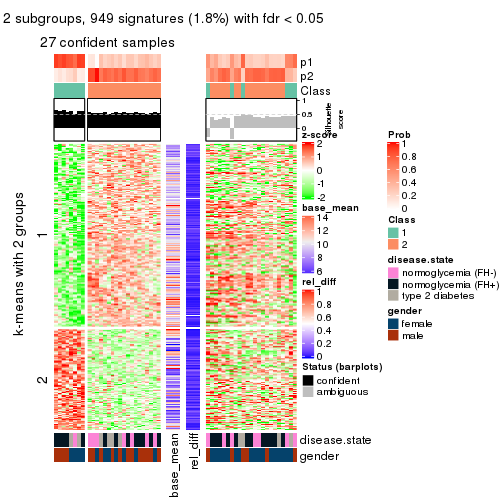 2 subgroups, 949 signatures (1.8%) with fdr < 0.05
27 confident samples
p1
p2
Class
1
0.5
0
Silhouette
score
z-score
2
1
0
-1
-2
base_mean
14
12
10
8
6
rel_diff
1
0.8
0.6
0.4
0.2
0
Status (barplots)
confident
ambiguous
Prob
1
0.8
0.6
0.4
0.2
0
Class
1
2
disease.state
normoglycemia (FH-)
normoglycemia (FH+)
type 2 diabetes
gender
female
male
k-means with 2 groups
1
2
disease.state
gender
base_mean
rel_diff